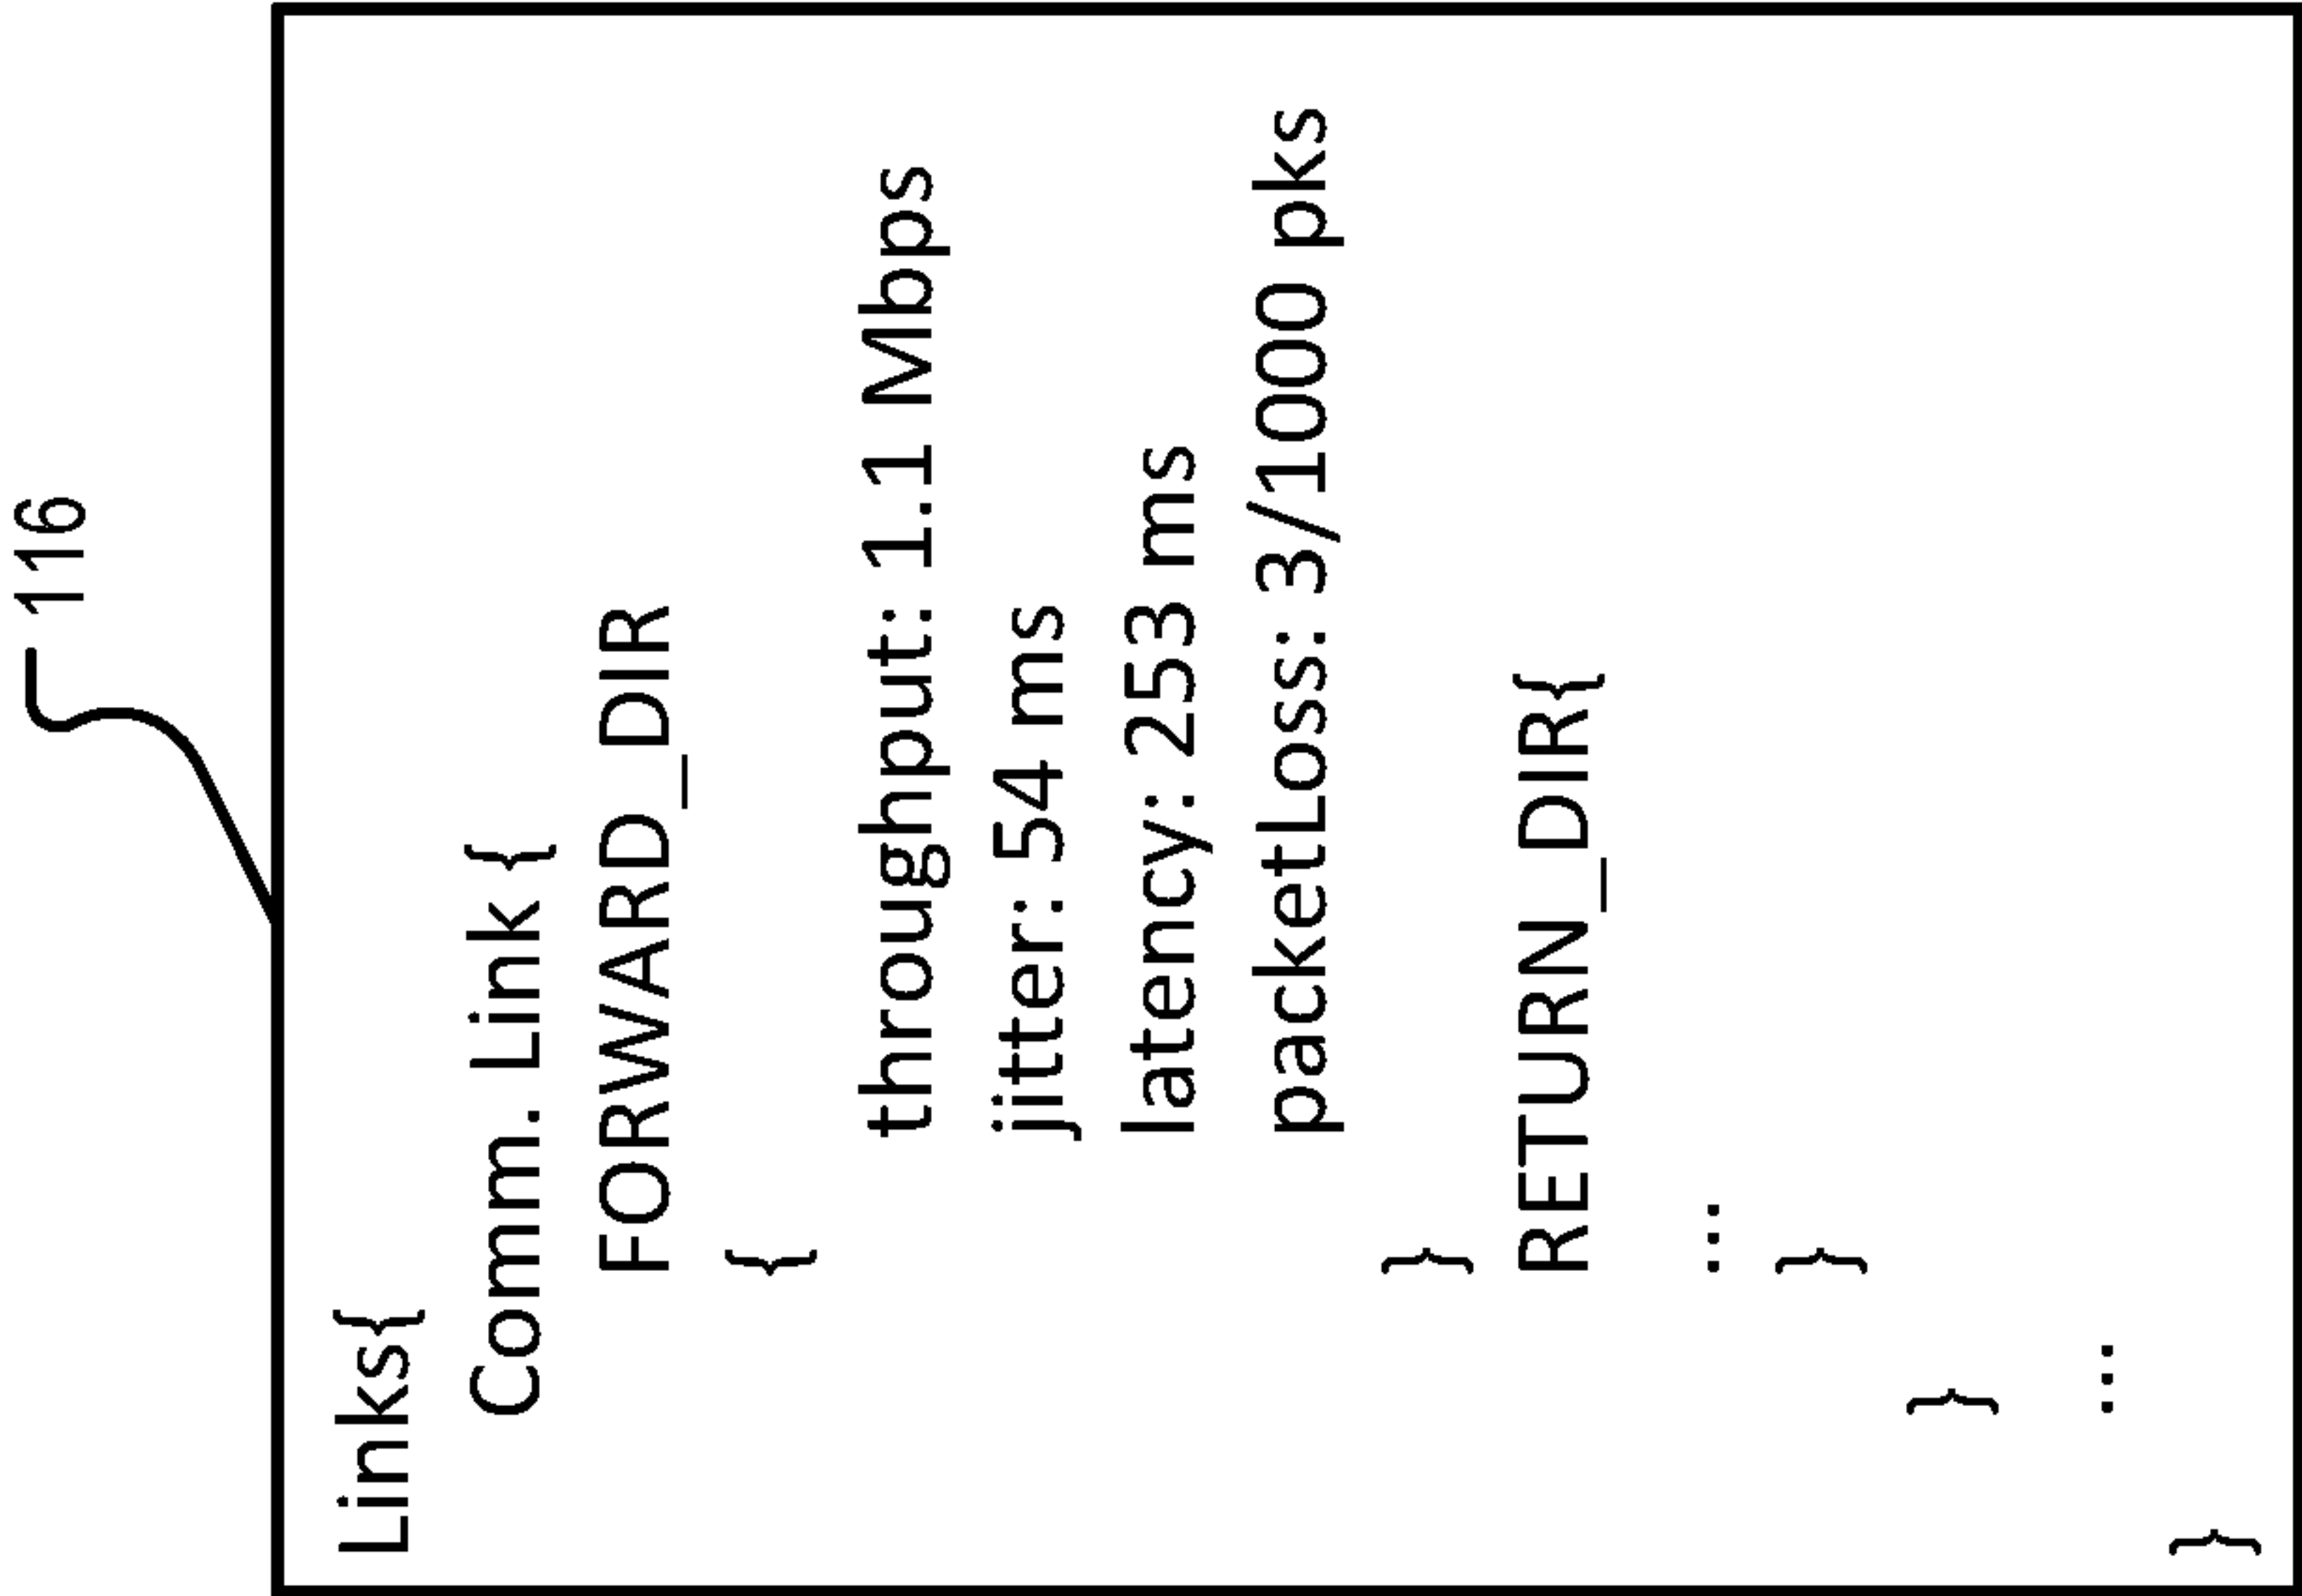 116
Links{
Comm. Link {
FORWARD_DIR
{
throughput: 1.1 Mbps
jitter: 54 ms
latency: 253 ms
packetLoss: 3/1000 pks
}
RETURN_DIR{
...
}
}
...
}